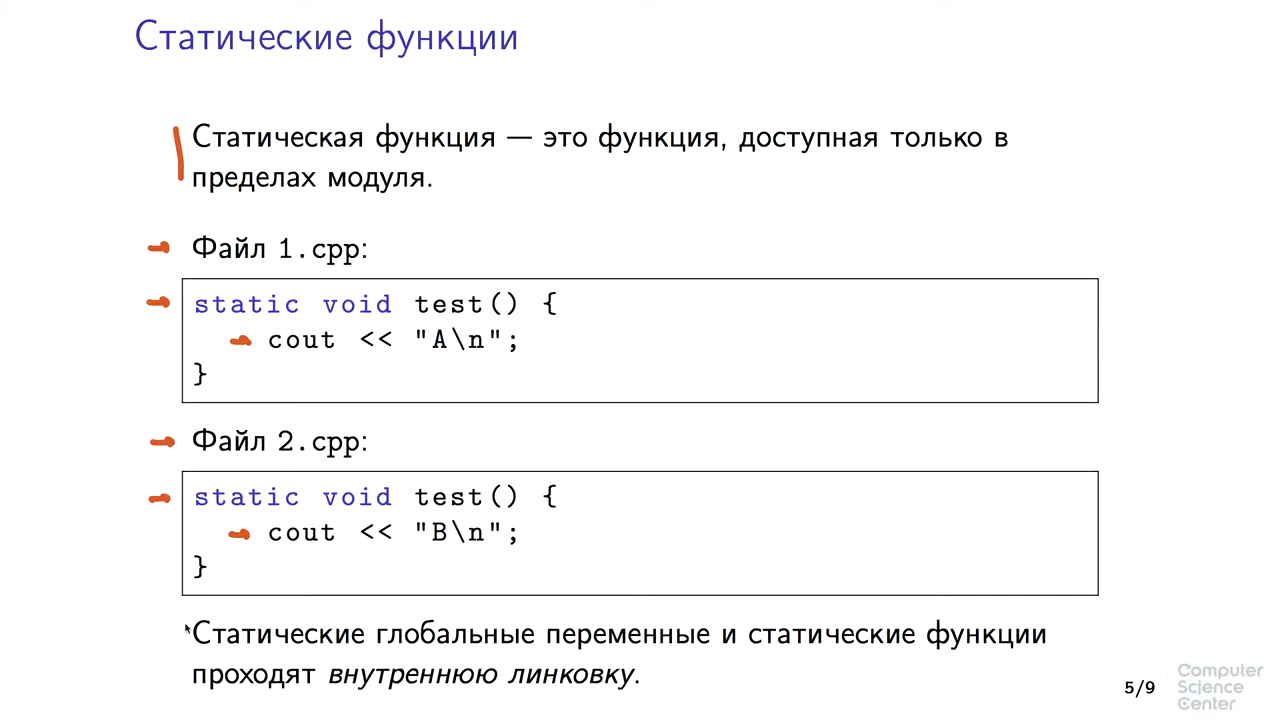 Статические функции
Статическая функция — это функция, доступная только в
пределах модуля.
Файл 1.cpp:
static void test() {
cout << "A\n";
}
Файл 2.cpp:
static void test() {
cout << "B\n";
}
Статические глобальные переменные и статические функции
проходят внутреннюю линковку.
5/9
Computer
Science
Center